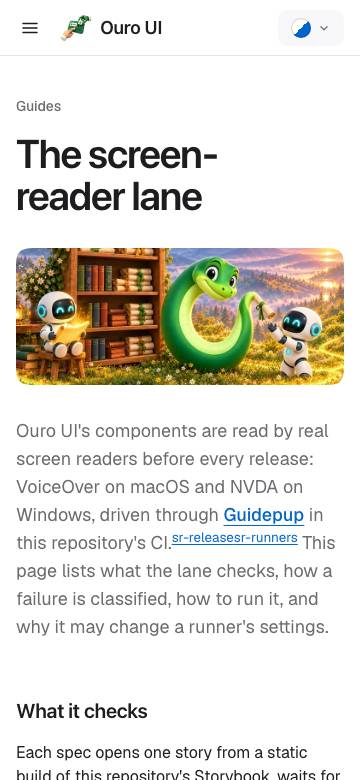 Ouro UI
Guides
The screen-
reader lane
Ouro UI's components are read by real
screen readers before every release:
VoiceOver on macOS and NVDA on
Windows, driven through Guidepup in
this repository's CI.sr-releasesr-runners This
page lists what the lane checks, how a
failure is classified, how to run it, and
why it may change a runner's settings.
What it checks
Each spec opens one story from a static
build of this repository's Storybook, waits for